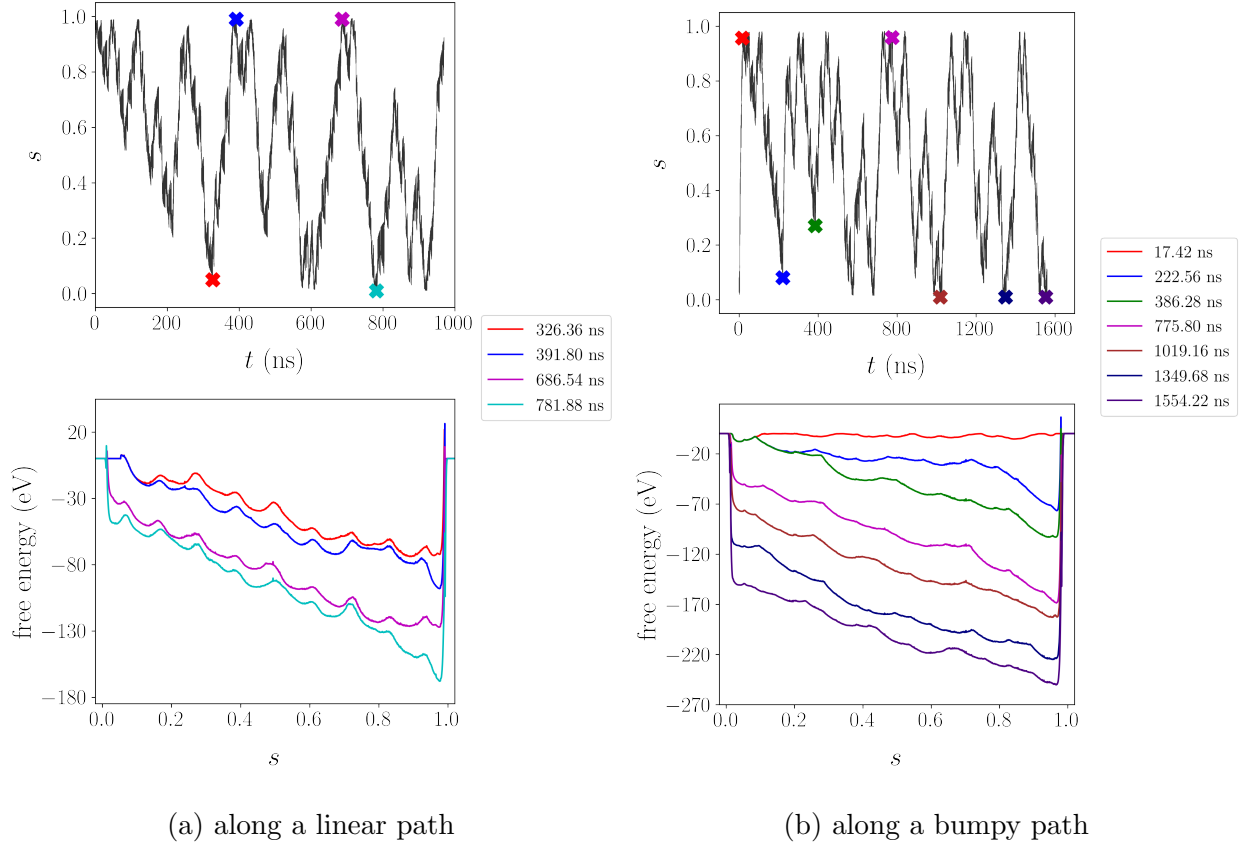 1.0
0.8
0.6
0.4
0.2
0.0
s
0 200 400 600 800 1000
t (ns)
326.36 ns
391.80 ns
686.54 ns
781.88 ns
20
−30
−80
−130
−180
free energy (eV)
0.0 0.2 0.4 0.6 0.8 1.0
s
(a) along a linear path
1.0
0.8
0.6
0.4
0.2
0.0
s
0 400 800 1200 1600
t (ns)
17.42 ns
222.56 ns
386.28 ns
775.80 ns
1019.16 ns
1349.68 ns
1554.22 ns
−20
−70
−120
−170
−220
−270
free energy (eV)
0.0 0.2 0.4 0.6 0.8 1.0
s
(b) along a bumpy path